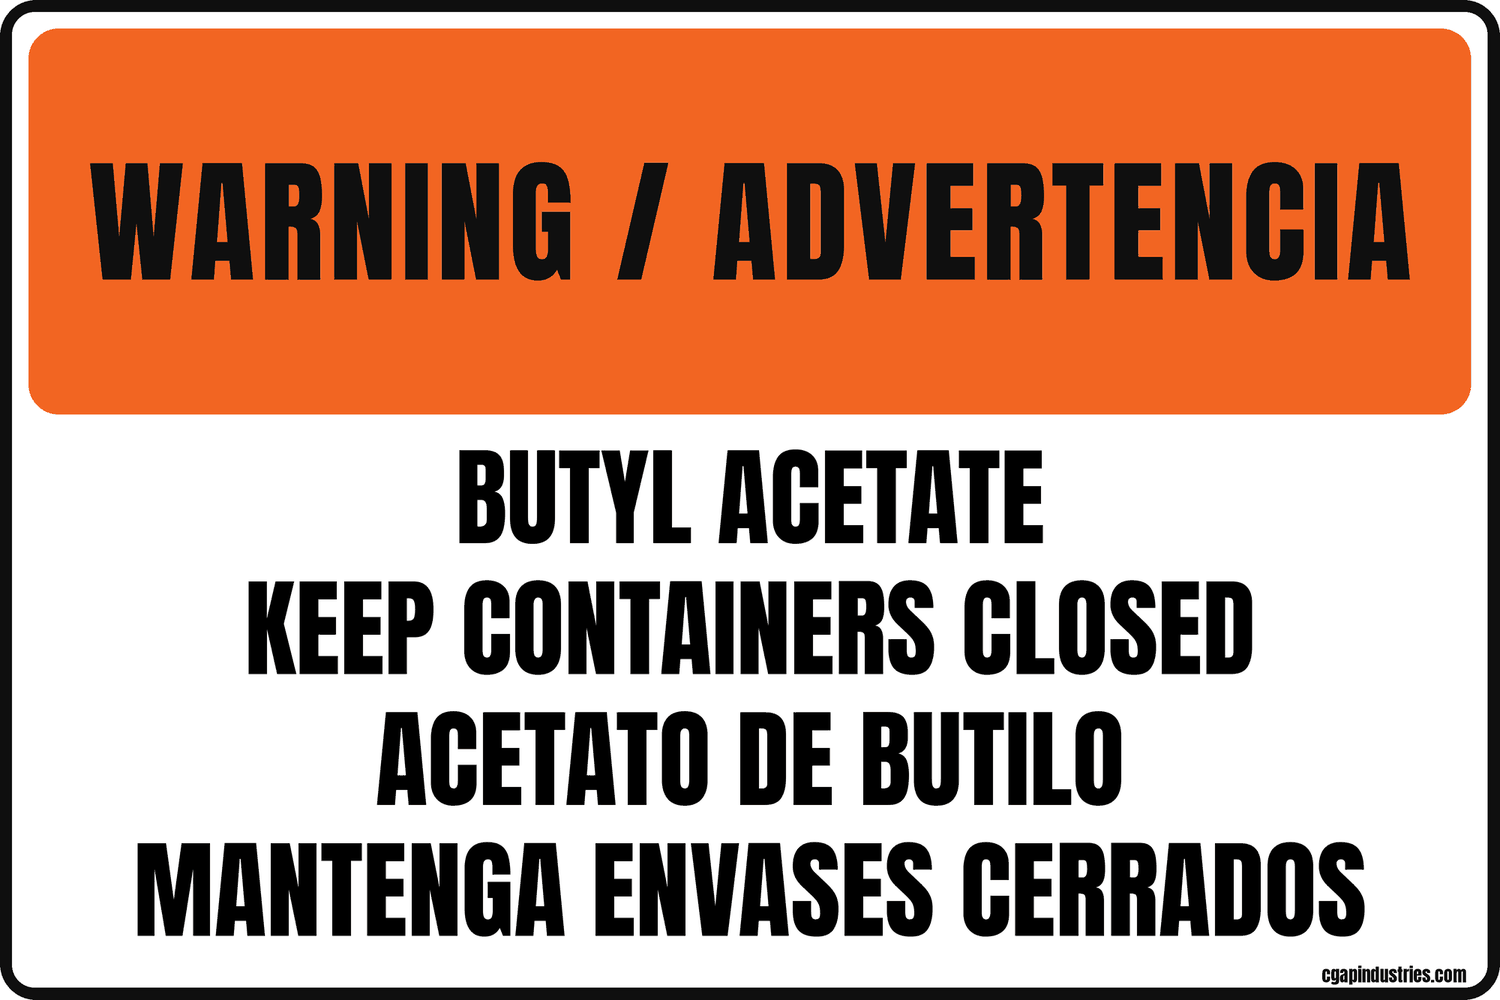 WARNING / ADVERTENCIA
BUTYL ACETATE
KEEP CONTAINERS CLOSED
ACETATO DE BUTILO
MANTENGA ENVASES CERRADOS
cgapindustries.com